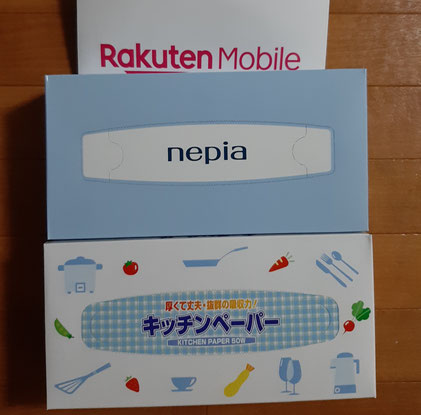 Rakuten Mobile
nepia
厚くて丈夫・抜群の吸収力!
キッチンペーパー
KITCHEN PAPER 50W